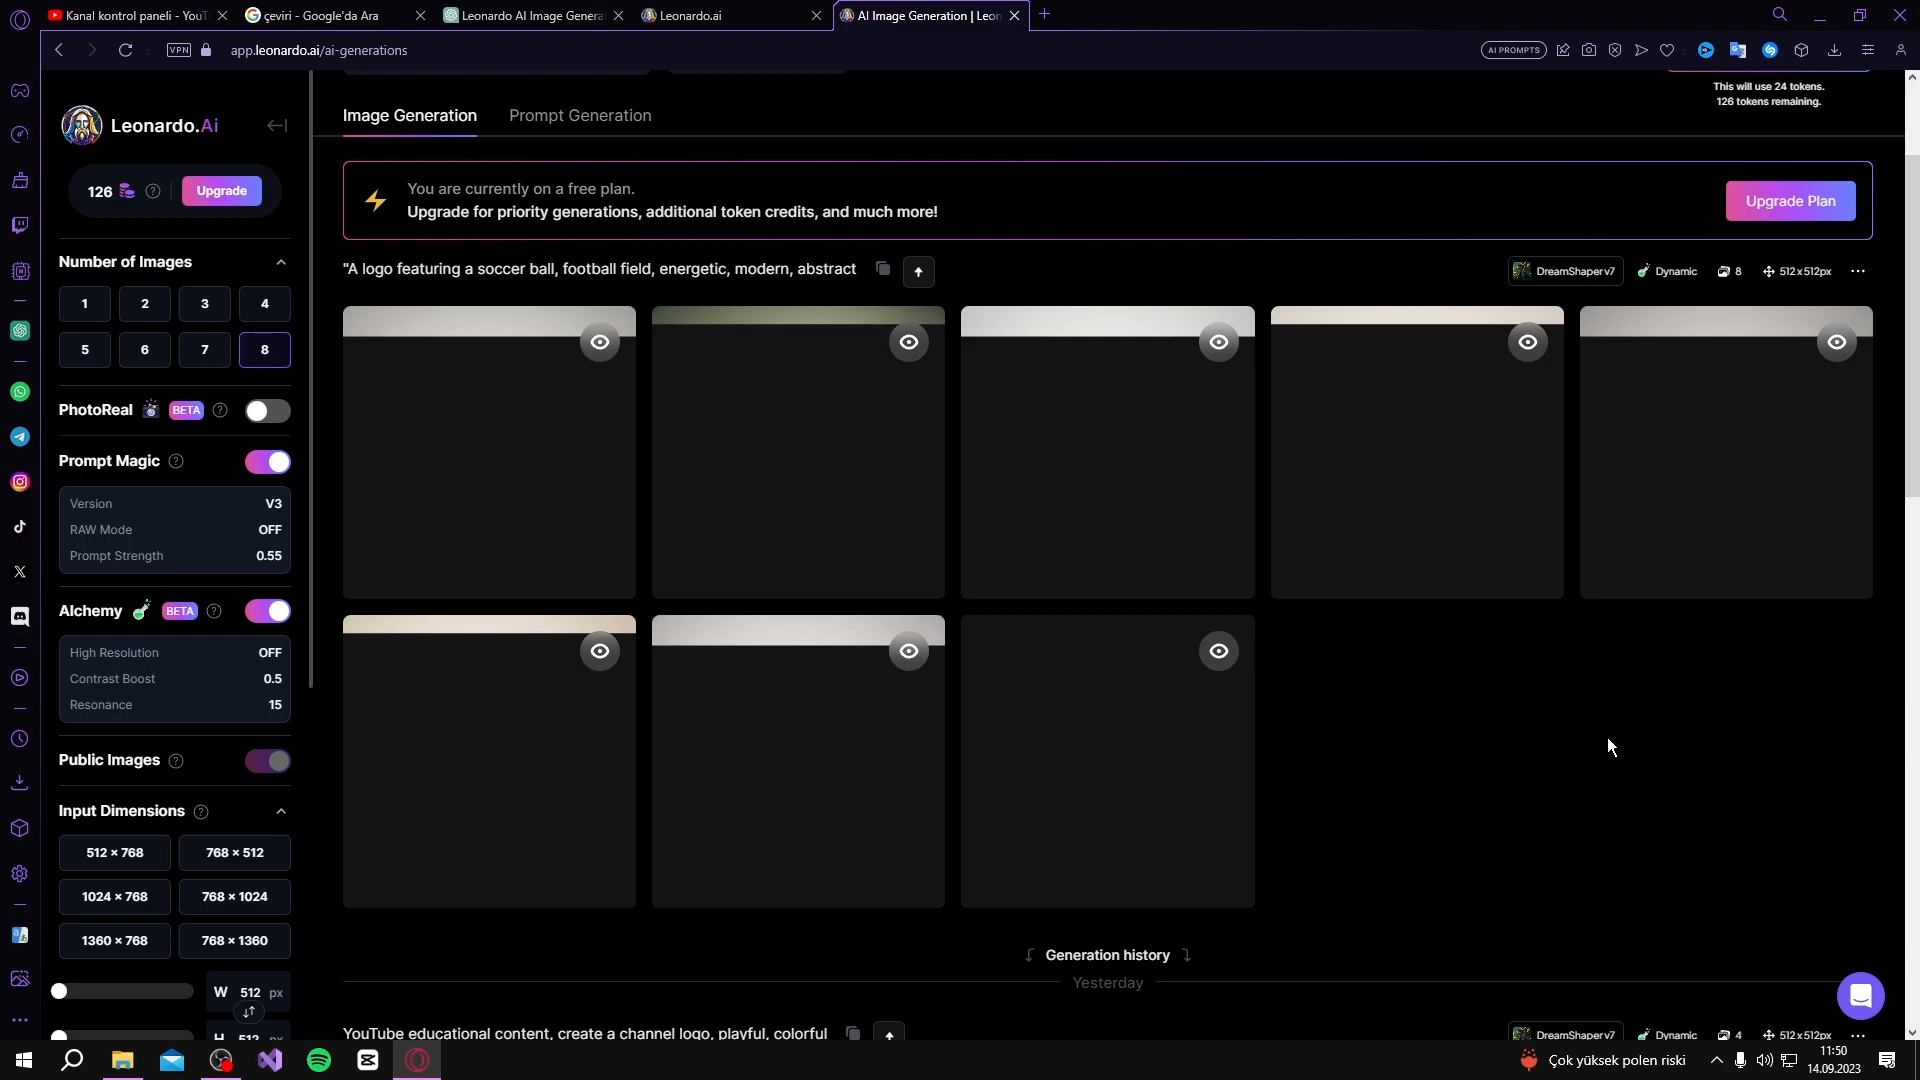 Kanal kontrol paneli - YouT
çeviri - Google'da Ara
Leonardo AI Image Genera
Leonardo.ai
AI Image Generation | Leon
VPN
app.leonardo.ai/ai-generations
AI PROMPTS
This will use 24 tokens.
126 tokens remaining.
Leonardo.Ai
Image Generation
Prompt Generation
126
Upgrade
You are currently on a free plan.
Upgrade for priority generations, additional token credits, and much more!
Upgrade Plan
Number of Images
1
2
3
4
5
6
7
8
"A logo featuring a soccer ball, football field, energetic, modern, abstract
DreamShaper v7
Dynamic
8
512 x 512px
PhotoReal
BETA
Prompt Magic
Version
V3
RAW Mode
OFF
Prompt Strength
0.55
Alchemy
BETA
High Resolution
OFF
Contrast Boost
0.5
Resonance
15
Public Images
Input Dimensions
512 × 768
768 × 512
1024 × 768
768 × 1024
1360 × 768
768 × 1360
W 512 px
H 512 px
Generation history
Yesterday
YouTube educational content, create a channel logo, playful, colorful
DreamShaper v7
Dynamic
4
512 x 512px
Çok yüksek polen riski
11:50
14.09.2023